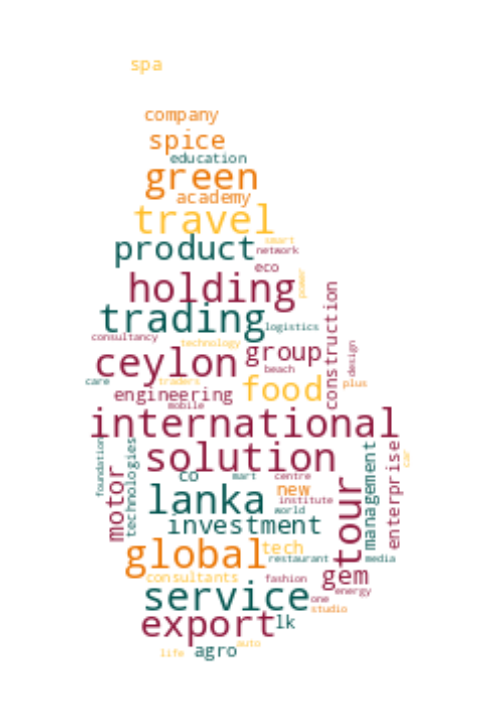 spa
company
spice
education
green
academy
travel
smart
product
network
eco
holding
power
trading
logistics
construction
consultancy
technology
group
design
ceylon
beach
care
traders
food
plus
engineering
mobile
international
solution
foundation
technologies
motor
co
mart
centre
new
tour
management
enterprise
car
lanka
institute
world
investment
global
tech
restaurant
media
consultants
fashion
gem
energy
service
one
studio
export
lk
auto
life
agro